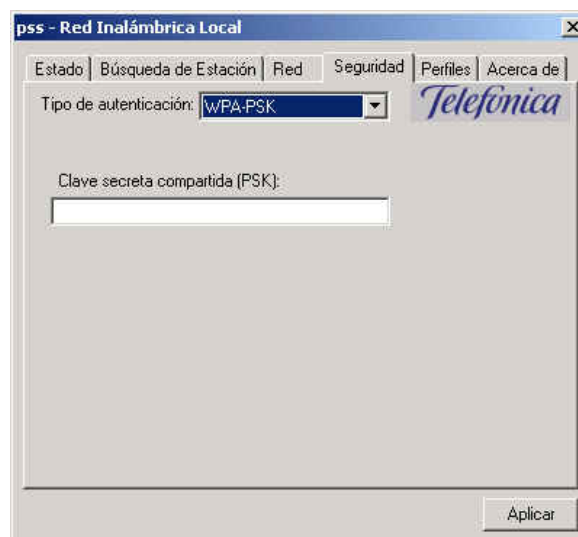 pss - Red Inalámbrica Local
Estado Búsqueda de Estación Red Seguridad Perfiles Acerca de
Tipo de autenticación: WPA-PSK
Telefónica
Clave secreta compartida (PSK):
Aplicar